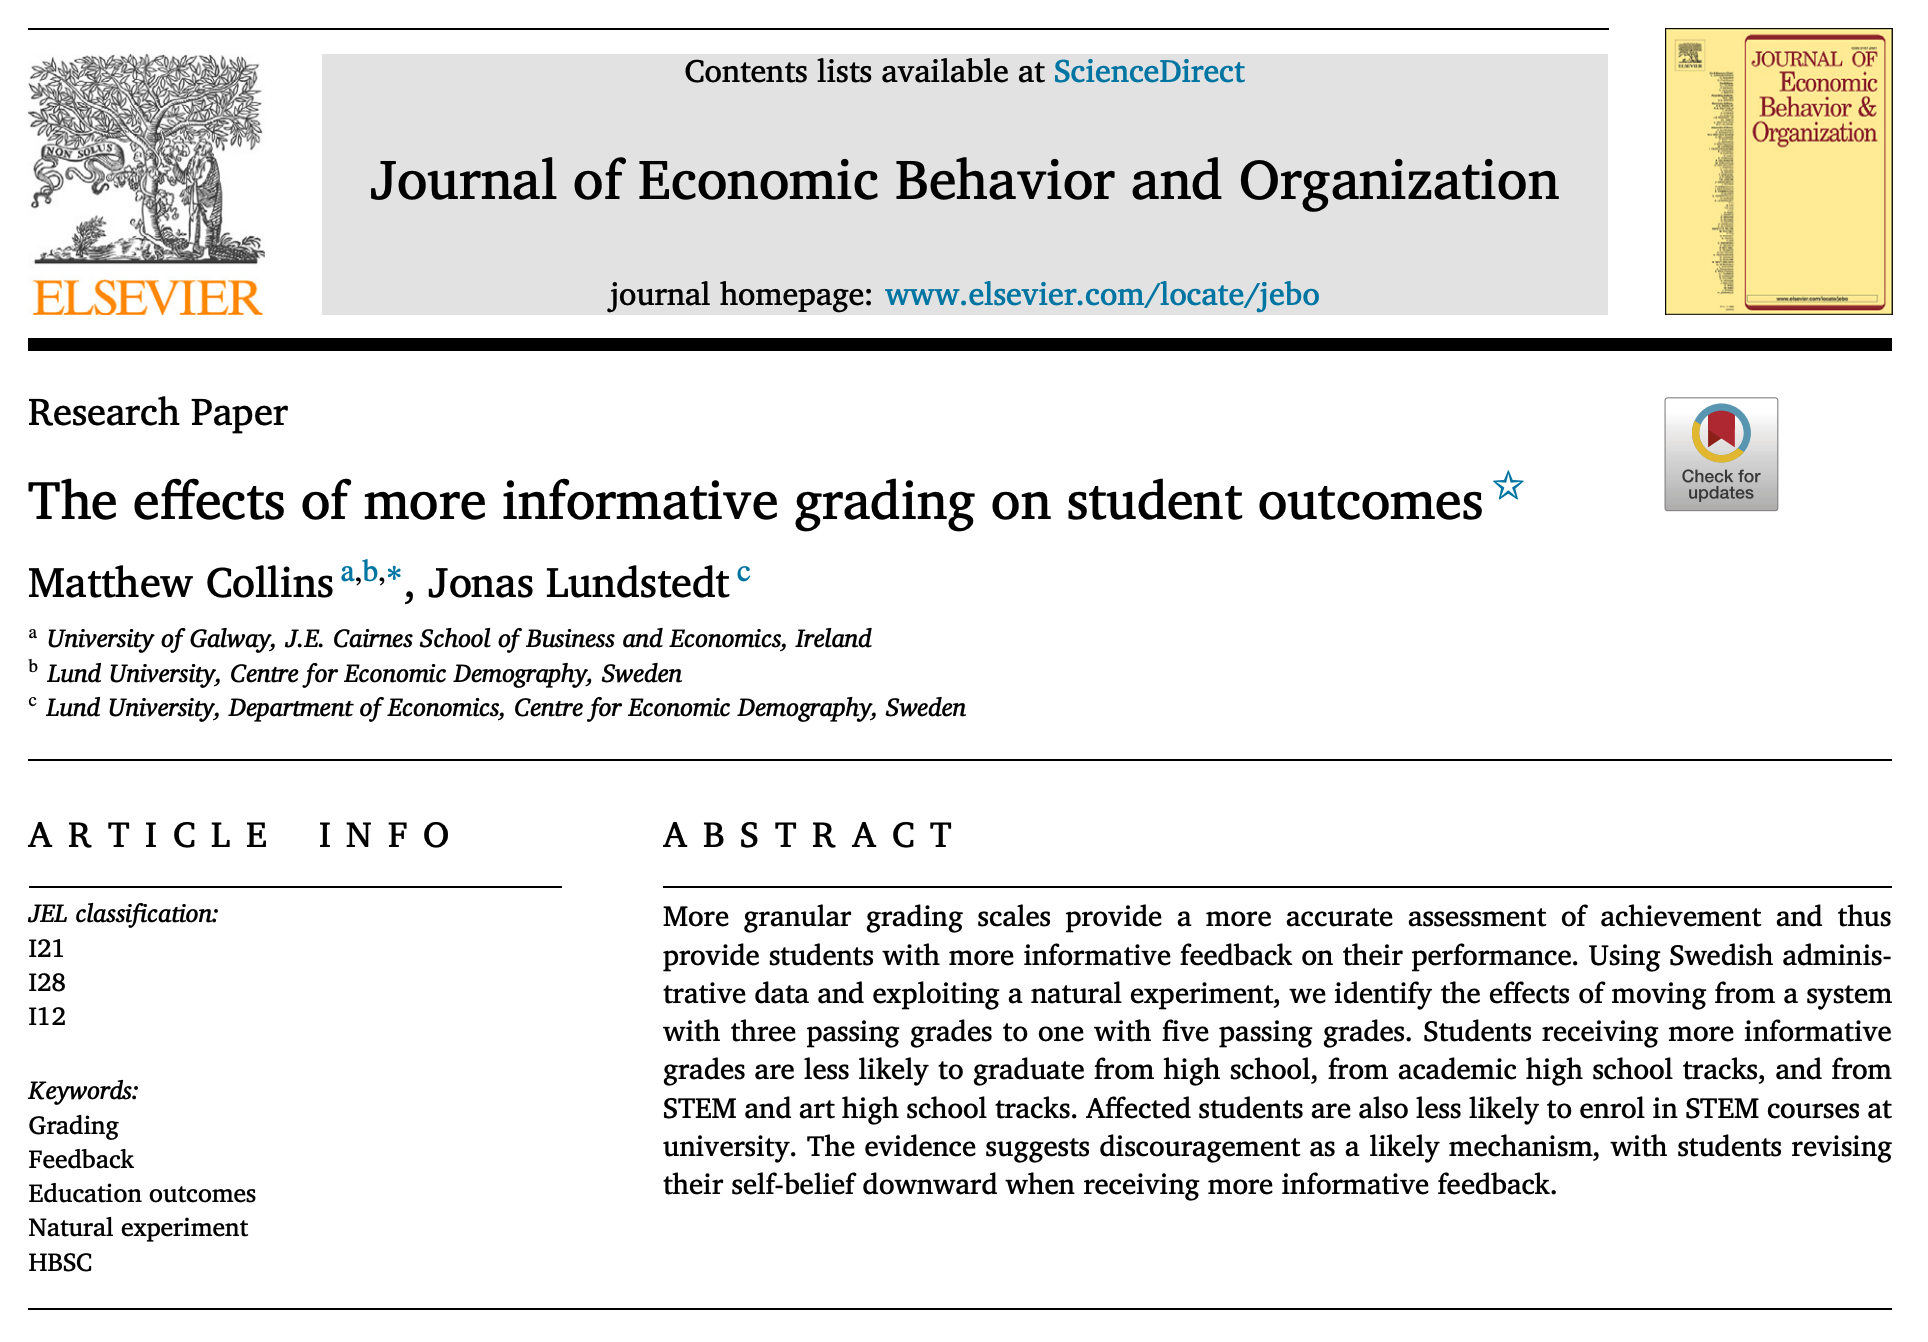 Contents lists available at ScienceDirect
Journal of Economic Behavior and Organization
journal homepage: www.elsevier.com/locate/jebo
NON SOLUS
ELSEVIER
ELSEVIER
JOURNAL OF
Economic
Behavior &
Organization
www.elsevier.com/locate/jebo
Research Paper
Check for
updates
The effects of more informative grading on student outcomes ☆
Matthew Collins a,b,*, Jonas Lundstedt c
a University of Galway, J.E. Cairnes School of Business and Economics, Ireland
b Lund University, Centre for Economic Demography, Sweden
c Lund University, Department of Economics, Centre for Economic Demography, Sweden
ARTICLE INFO
JEL classification:
I21
I28
I12
Keywords:
Grading
Feedback
Education outcomes
Natural experiment
HBSC
ABSTRACT
More granular grading scales provide a more accurate assessment of achievement and thus
provide students with more informative feedback on their performance. Using Swedish adminis-
trative data and exploiting a natural experiment, we identify the effects of moving from a system
with three passing grades to one with five passing grades. Students receiving more informative
grades are less likely to graduate from high school, from academic high school tracks, and from
STEM and art high school tracks. Affected students are also less likely to enrol in STEM courses at
university. The evidence suggests discouragement as a likely mechanism, with students revising
their self-belief downward when receiving more informative feedback.